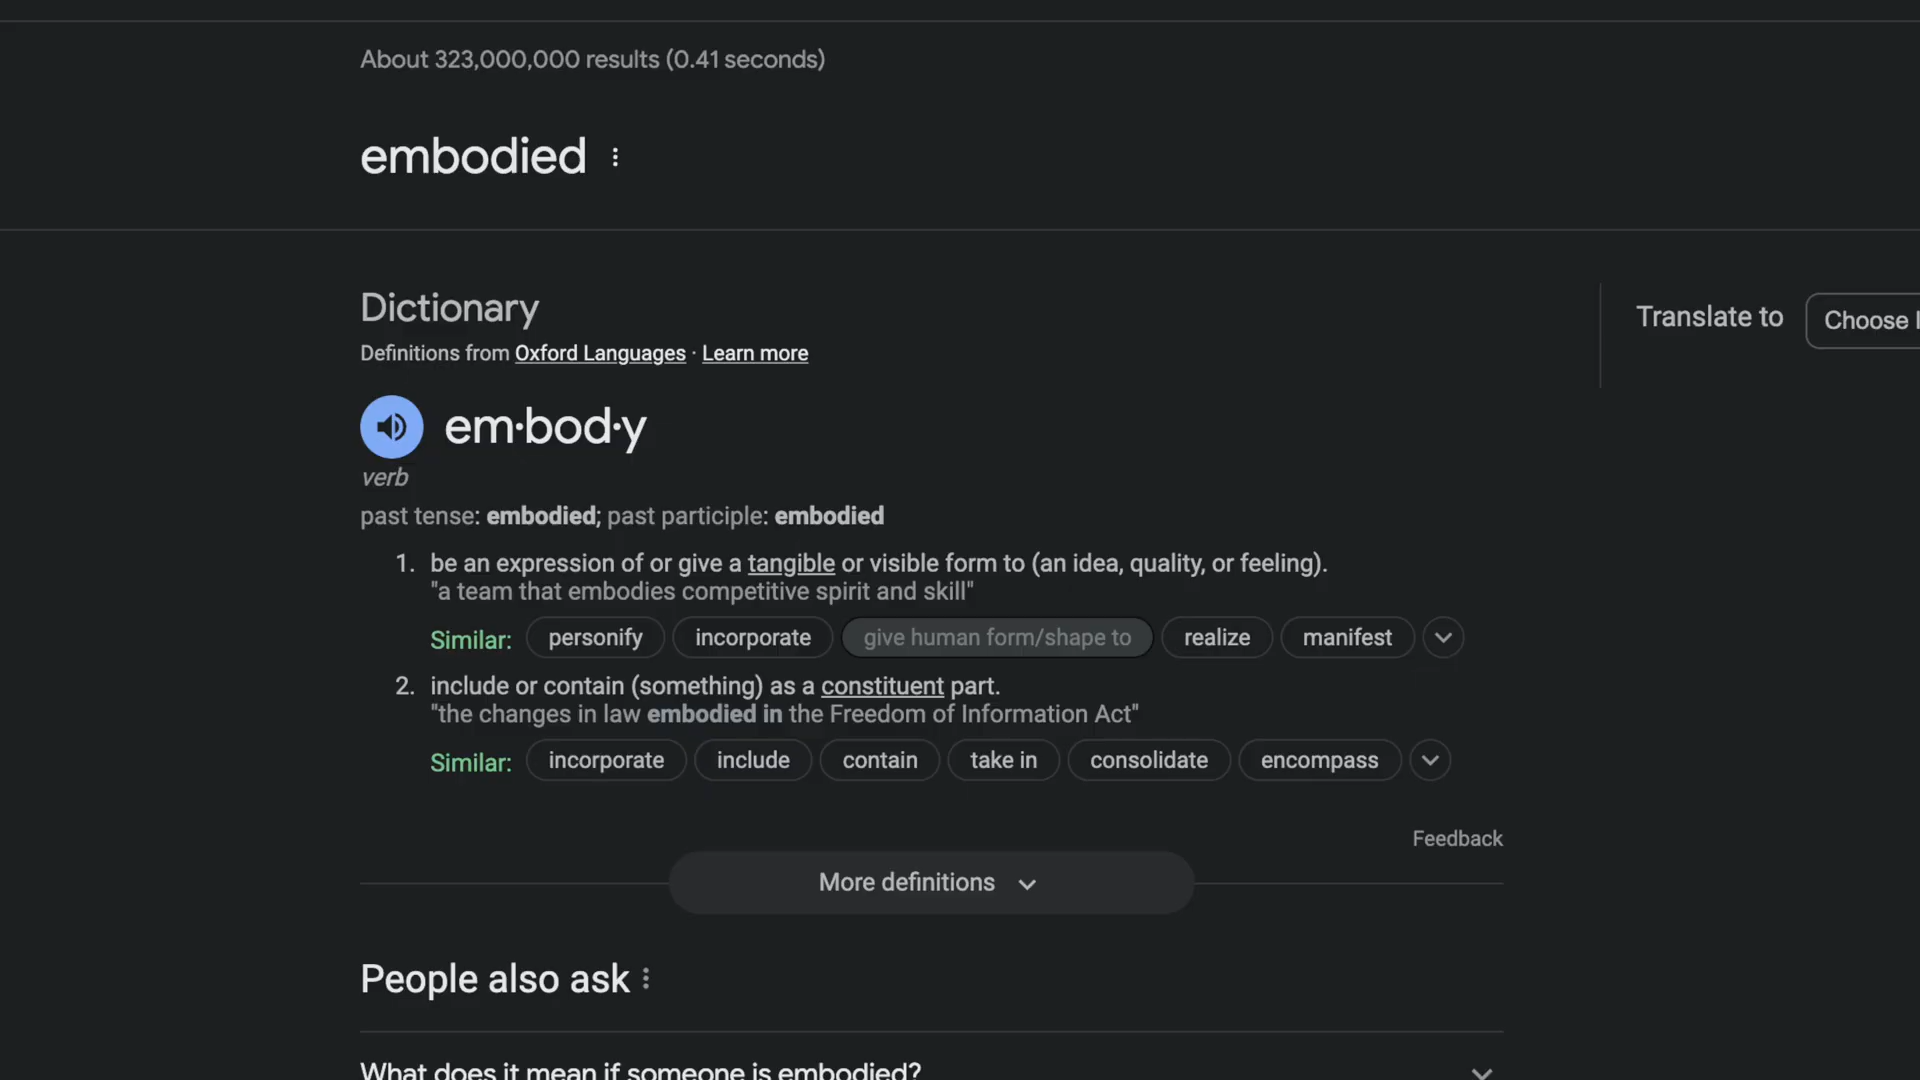 About 323,000,000 results (0.41 seconds)
embodied
Dictionary
Translate to
Choose
Definitions from Oxford Languages · Learn more
em·bod·y
verb
past tense: embodied; past participle: embodied
1. be an expression of or give a tangible or visible form to (an idea, quality, or feeling).
"a team that embodies competitive spirit and skill"
Similar: personify incorporate give human form/shape to realize manifest
2. include or contain (something) as a constituent part.
"the changes in law embodied in the Freedom of Information Act"
Similar: incorporate include contain take in consolidate encompass
Feedback
More definitions
People also ask
What does it mean if someone is embodied?